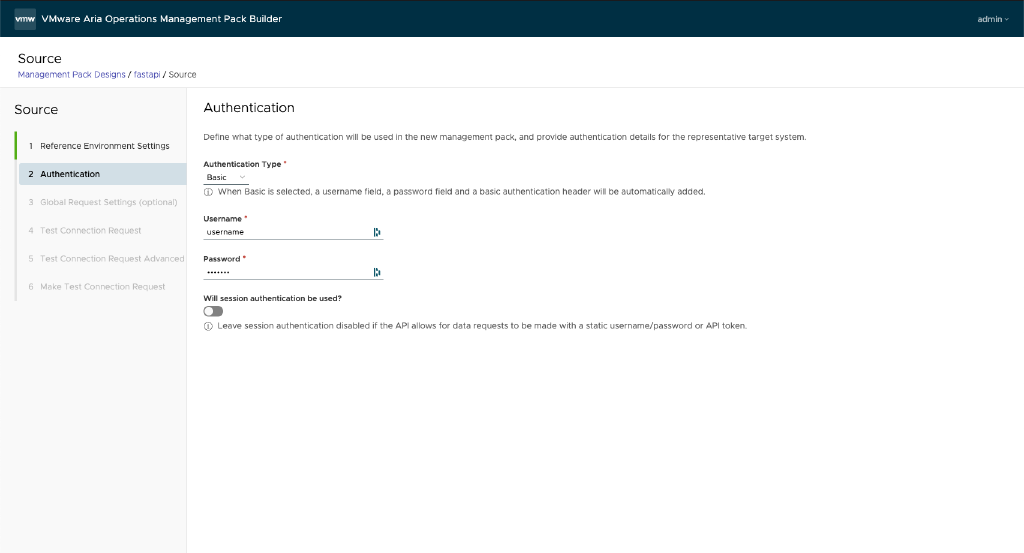 vmw VMware Aria Operations Management Pack Builder
admin
Source
Management Pack Designs / fastapi / Source
Source
1 Reference Environment Settings
2 Authentication
3 Global Request Settings (optional)
4 Test Connection Request
5 Test Connection Request Advanced
6 Make Test Connection Request
Authentication
Define what type of authentication will be used in the new management pack, and provide authentication details for the representative target system.
Authentication Type *
Basic
When Basic is selected, a username field, a password field and a basic authentication header will be automatically added.
Username *
username
Password *
•••••••
Will session authentication be used?
Leave session authentication disabled if the API allows for data requests to be made with a static username/password or API token.